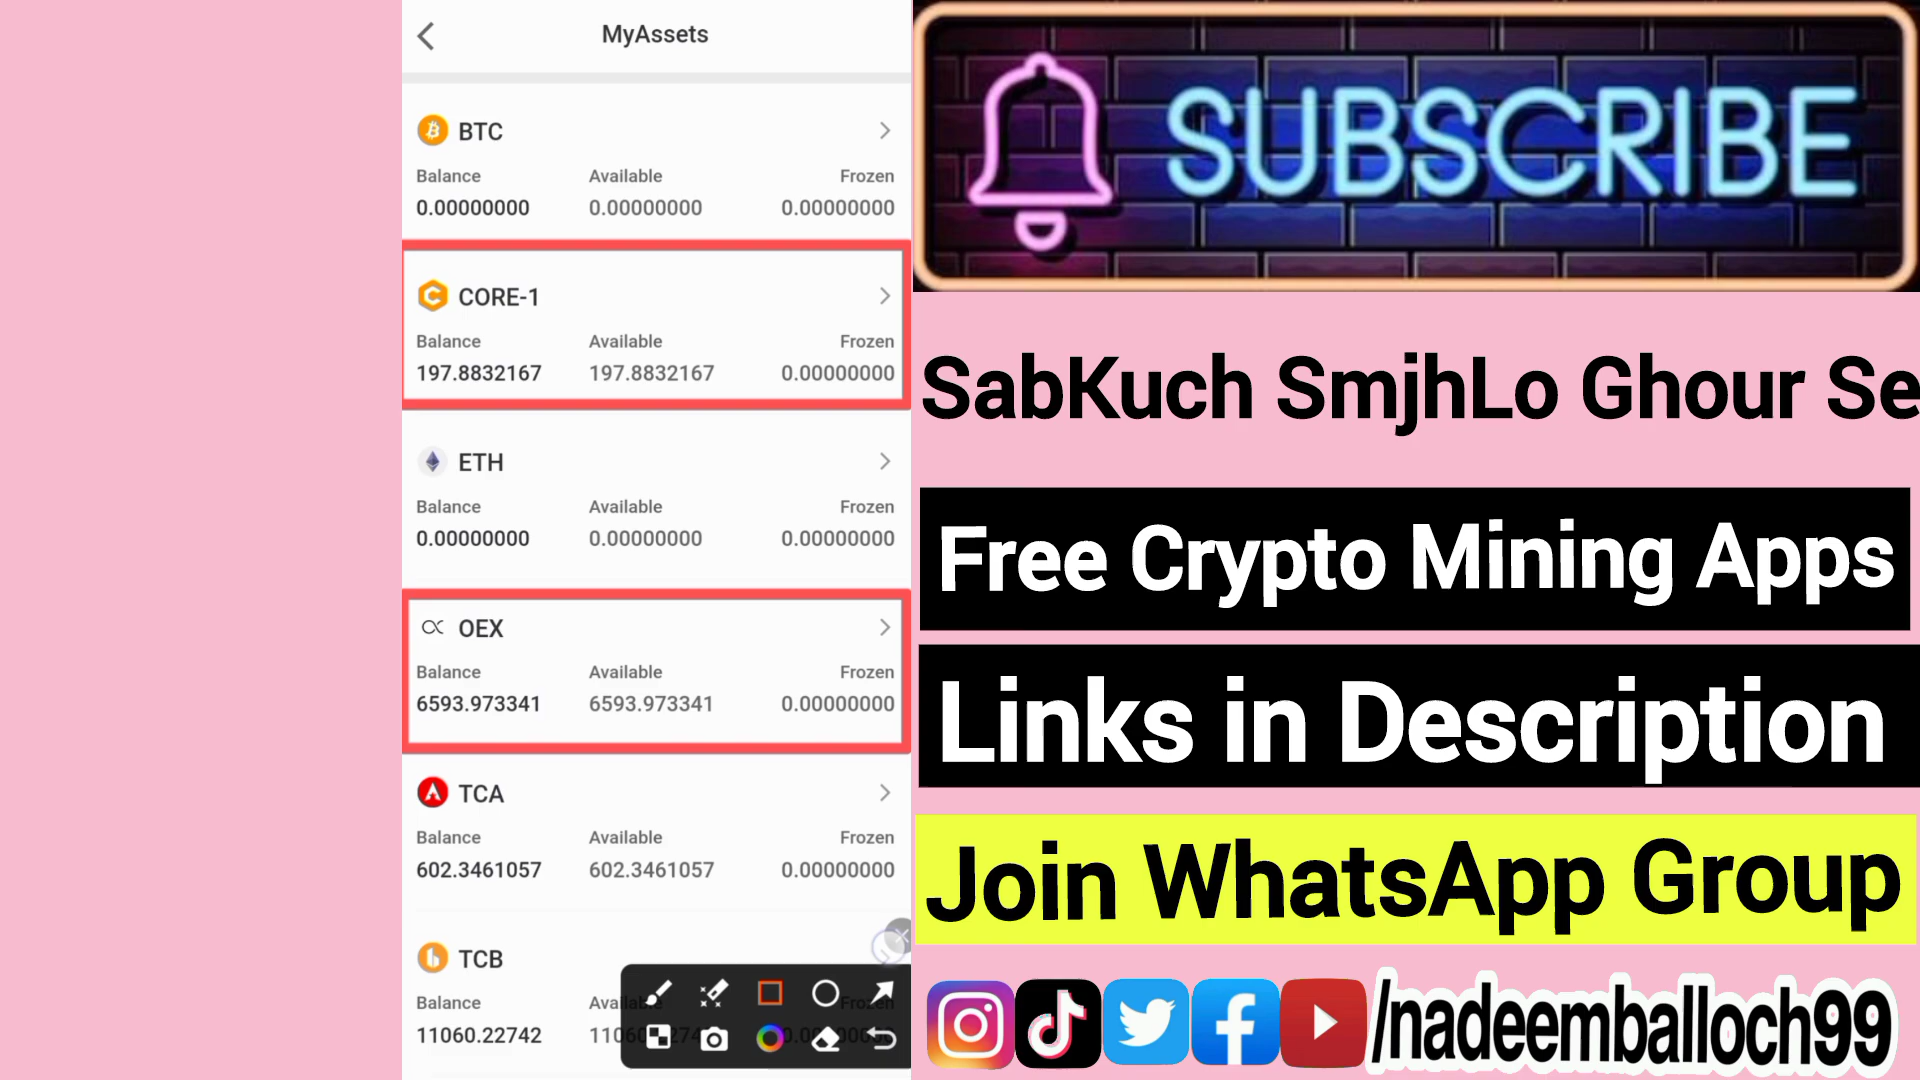 MyAssets
BTC
Balance Available Frozen
0.00000000 0.00000000 0.00000000
CORE-1
Balance Available Frozen
197.8832167 197.8832167 0.00000000
ETH
Balance Available Frozen
0.00000000 0.00000000 0.00000000
OEX
Balance Available Frozen
6593.973341 6593.973341 0.00000000
TCA
Balance Available Frozen
602.3461057 602.3461057 0.00000000
TCB
Balance
11060.22742
SUBSCRIBE
SabKuch SmjhLo Ghour Se
Free Crypto Mining Apps
Links in Description
Join WhatsApp Group
/nadeemballoch99